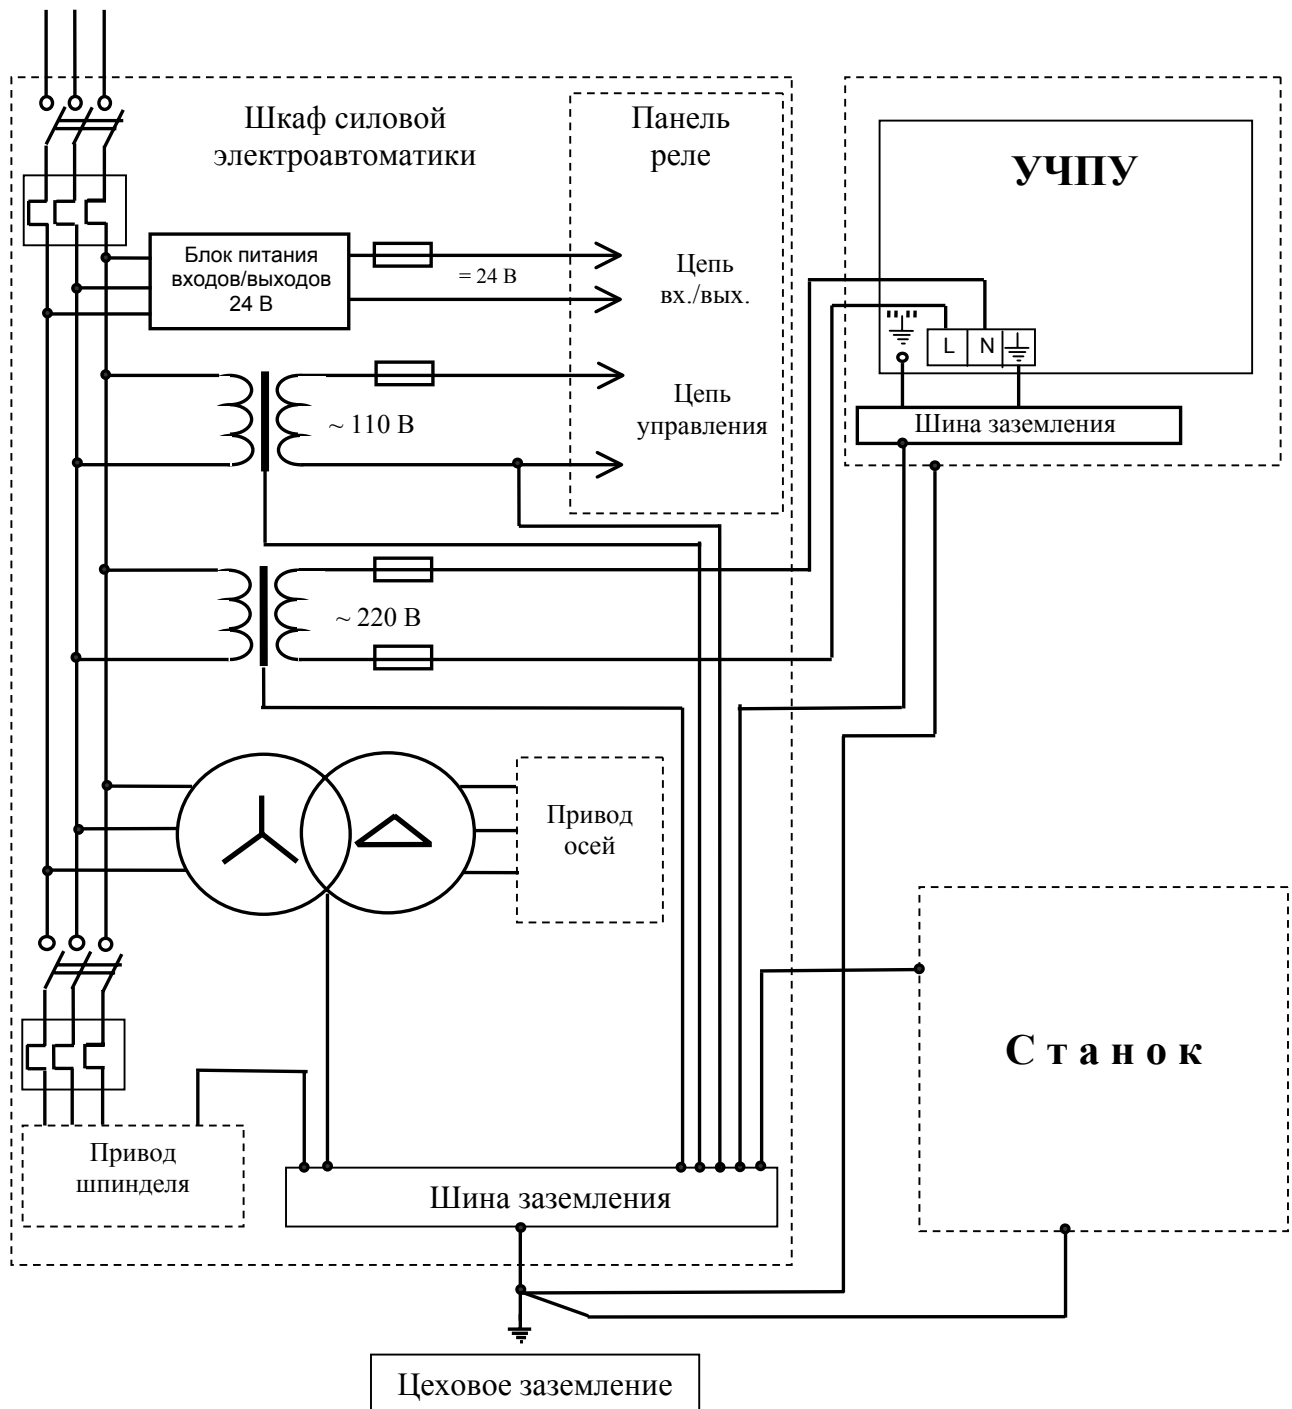 Шкаф силовой
электроавтоматики
Панель
реле
УЧПУ
Блок питания
входов/выходов
24 В
= 24 В
Цепь
вх./вых.
L N
~ 110 В
Цепь
управления
Шина заземления
~ 220 В
Привод
осей
С т а н о к
Привод
шпинделя
Шина заземления
Цеховое заземление